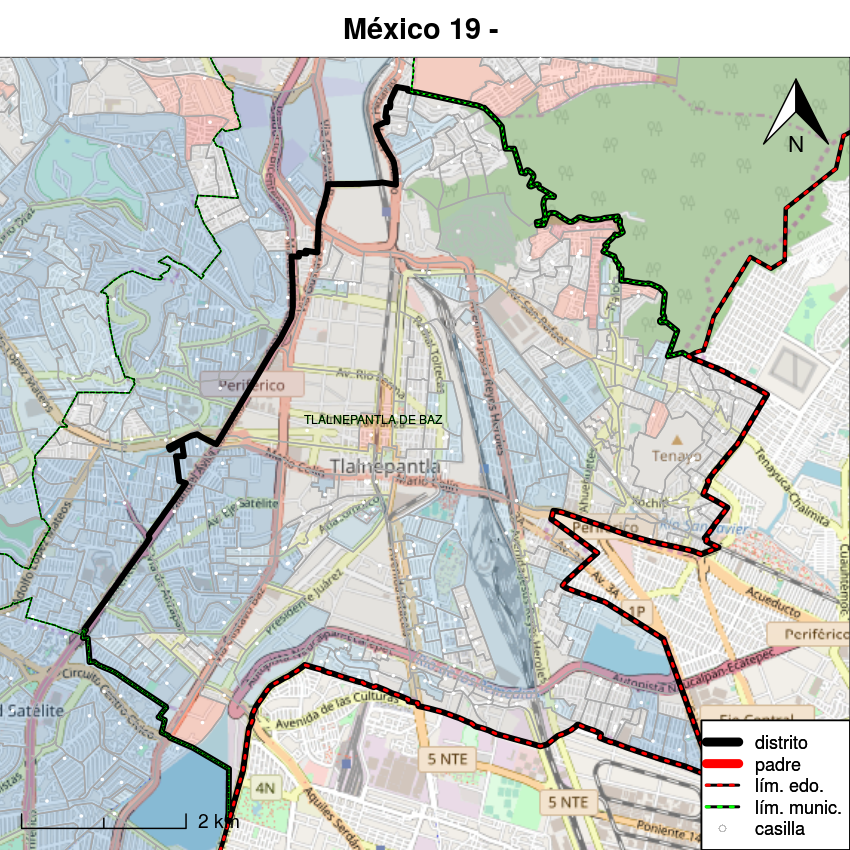 México 19 -
N
Av. San Rafael
Av. Río Lerma
Periférico
TLALNEPANTLA DE BAZ
Tlalnepantla
Tenayo
Tenayuca-Chalmita
Río San Javier
Periférico
Av. Eje Satélite
Ahuehuete
Xochit
Av. 3A
1P
Acueducto
Cuauhtémoc
Periférico
Presidente Juárez
Autopista Naucalpan-Ecatepec
Circuito Centro Cívico
d Satélite
Avenida de las Culturas
5 NTE
4N
5 NTE
Aquiles Serdán
Poniente 14
Eje Central
2 km
distrito
padre
lím. edo.
lím. munic.
casilla